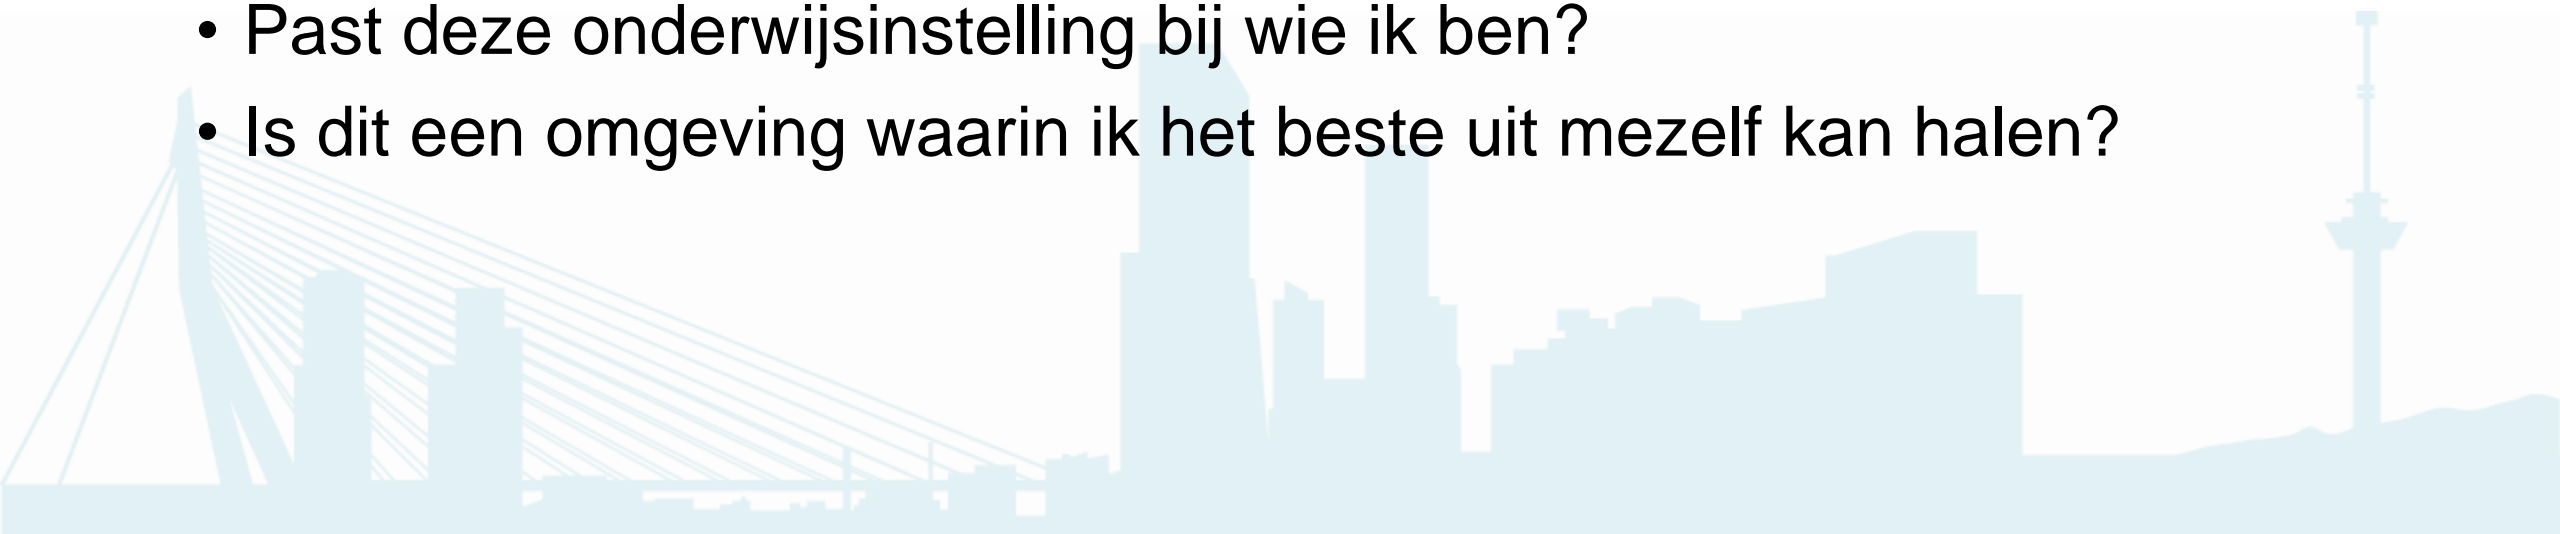 • Past deze onderwijsinstelling bij wie ik ben?
• Is dit een omgeving waarin ik het beste uit mezelf kan halen?